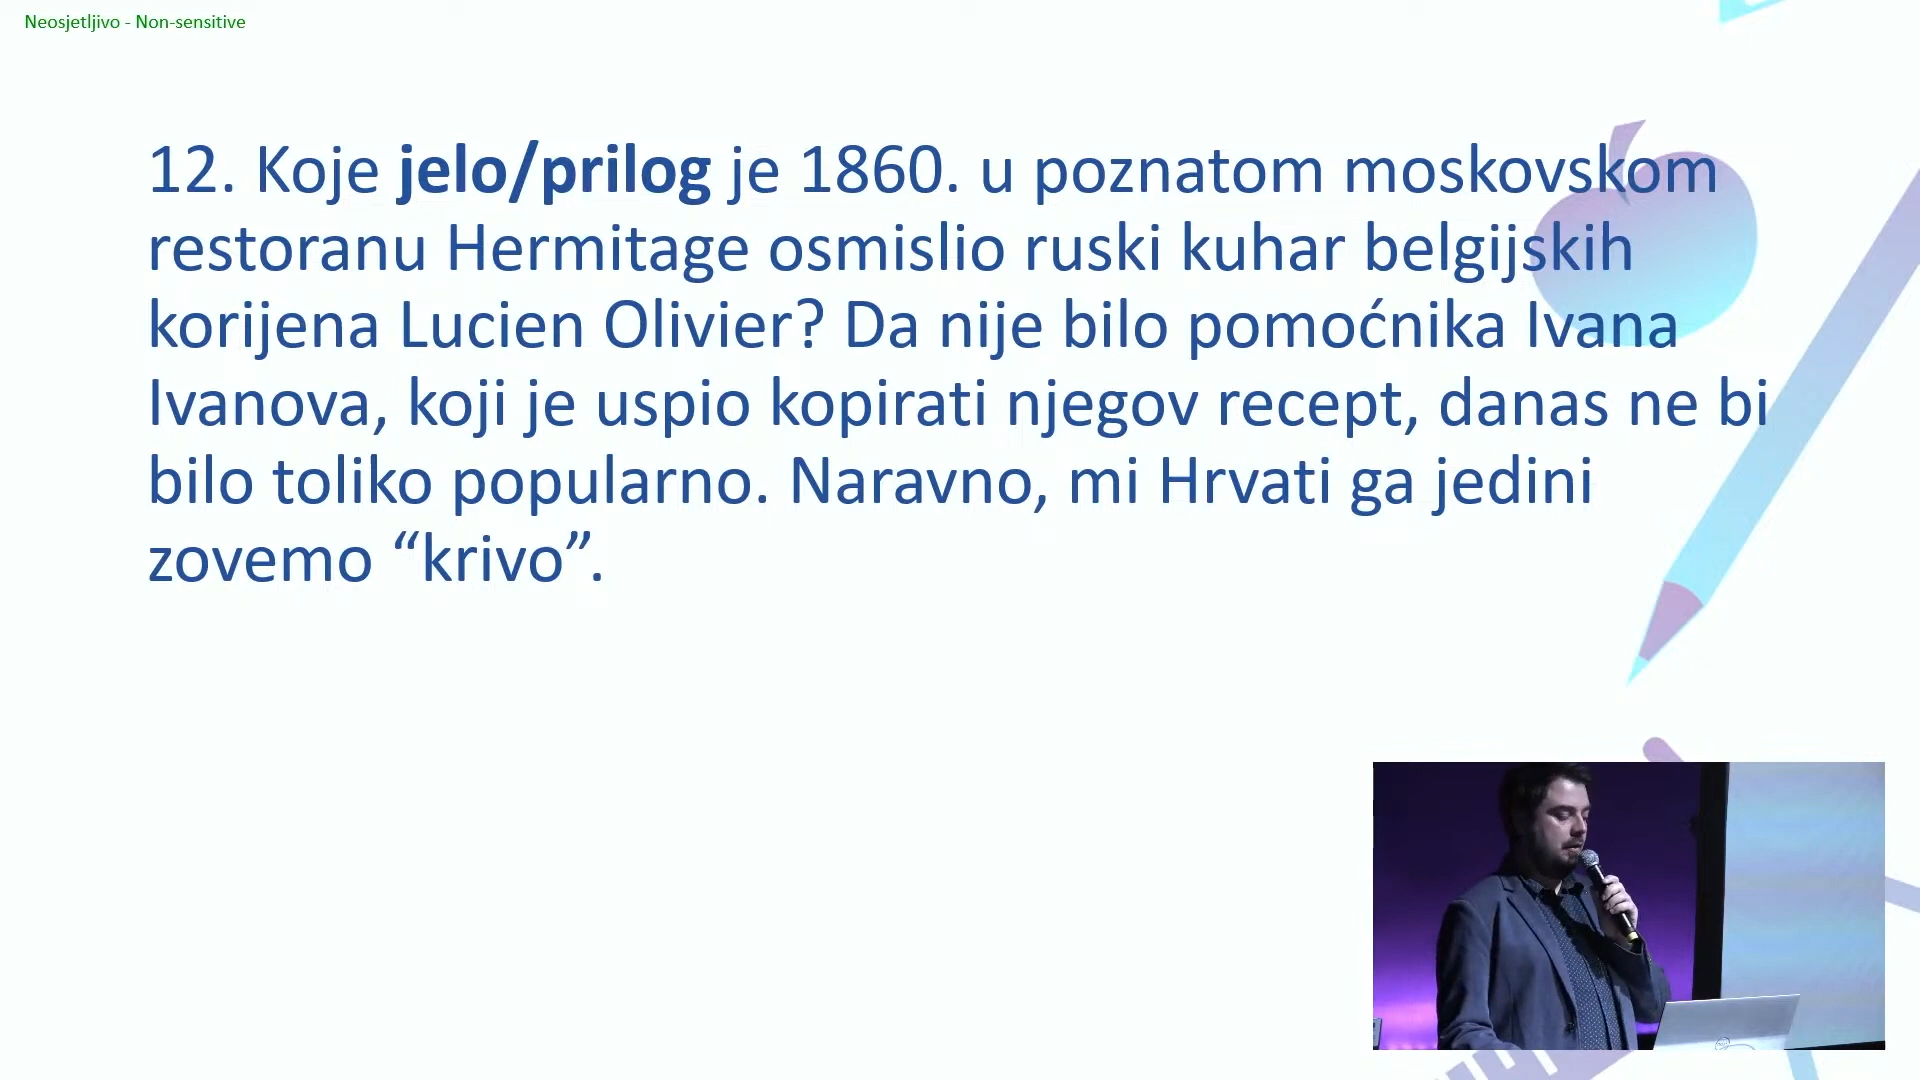 Neosjetljivo - Non-sensitive
12. Koje jelo/prilog je 1860. u poznatom moskovskom
restoranu Hermitage osmislio ruski kuhar belgijskih
korijena Lucien Olivier? Da nije bilo pomoćnika Ivana
Ivanova, koji je uspio kopirati njegov recept, danas ne bi
bilo toliko popularno. Naravno, mi Hrvati ga jedini
zovemo “krivo”.